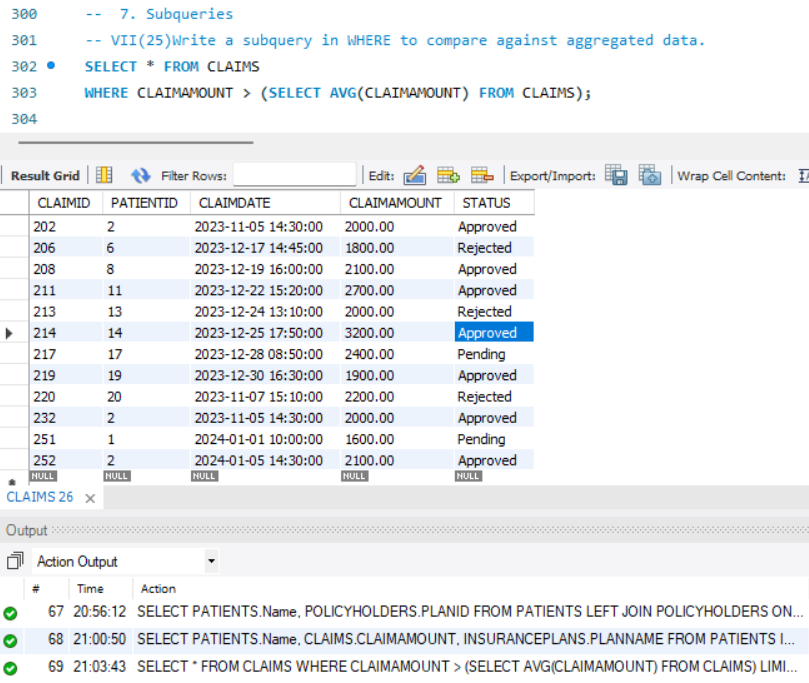 300 -- 7. Subqueries
301 -- VII(25)Write a subquery in WHERE to compare against aggregated data.
302 SELECT * FROM CLAIMS
303 WHERE CLAIMAMOUNT > (SELECT AVG(CLAIMAMOUNT) FROM CLAIMS);
304
Result Grid Filter Rows: Edit: Export/Import: Wrap Cell Content:
CLAIMID PATIENTID CLAIMDATE CLAIMAMOUNT STATUS
202 2 2023-11-05 14:30:00 2000.00 Approved
206 6 2023-12-17 14:45:00 1800.00 Rejected
208 8 2023-12-19 16:00:00 2100.00 Approved
211 11 2023-12-22 15:20:00 2700.00 Approved
213 13 2023-12-24 13:10:00 2000.00 Rejected
214 14 2023-12-25 17:50:00 3200.00 Approved
217 17 2023-12-28 08:50:00 2400.00 Pending
219 19 2023-12-30 16:30:00 1900.00 Approved
220 20 2023-11-07 15:10:00 2200.00 Rejected
232 2 2023-11-05 14:30:00 2000.00 Approved
251 1 2024-01-01 10:00:00 1600.00 Pending
252 2 2024-01-05 14:30:00 2100.00 Approved
NULL NULL NULL NULL NULL
CLAIMS 26
Output
Action Output
# Time Action
67 20:56:12 SELECT PATIENTS.Name, POLICYHOLDERS.PLANID FROM PATIENTS LEFT JOIN POLICYHOLDERS ON...
68 21:00:50 SELECT PATIENTS.Name, CLAIMS.CLAIMAMOUNT, INSURANCEPLANS.PLANNAME FROM PATIENTS I...
69 21:03:43 SELECT * FROM CLAIMS WHERE CLAIMAMOUNT > (SELECT AVG(CLAIMAMOUNT) FROM CLAIMS) LIMI...